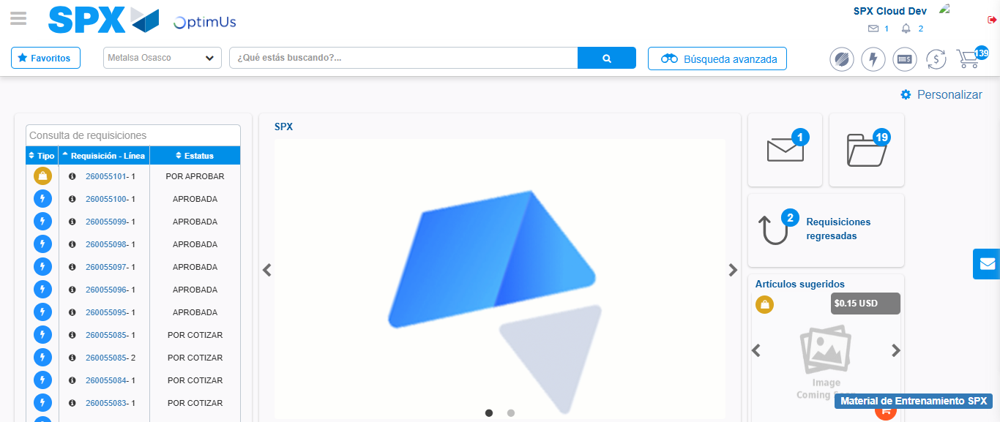 SPX OptimUs
SPX Cloud Dev
1 2
Favoritos
Metalsa Osasco
¿Qué estás buscando?...
Búsqueda avanzada
139
Personalizar
Consulta de requisiciones
Tipo Requisición - Línea Estatus
260055101- 1 POR APROBAR
260055100- 1 APROBADA
260055099- 1 APROBADA
260055098- 1 APROBADA
260055097- 1 APROBADA
260055096- 1 APROBADA
260055095- 1 APROBADA
260055085- 1 POR COTIZAR
260055085- 2 POR COTIZAR
260055084- 1 POR COTIZAR
260055083- 1 POR COTIZAR
SPX
1
19
2
Requisiciones
regresadas
Artículos sugeridos
$0.15 USD
Image
Coming
Material de Entrenamiento SPX